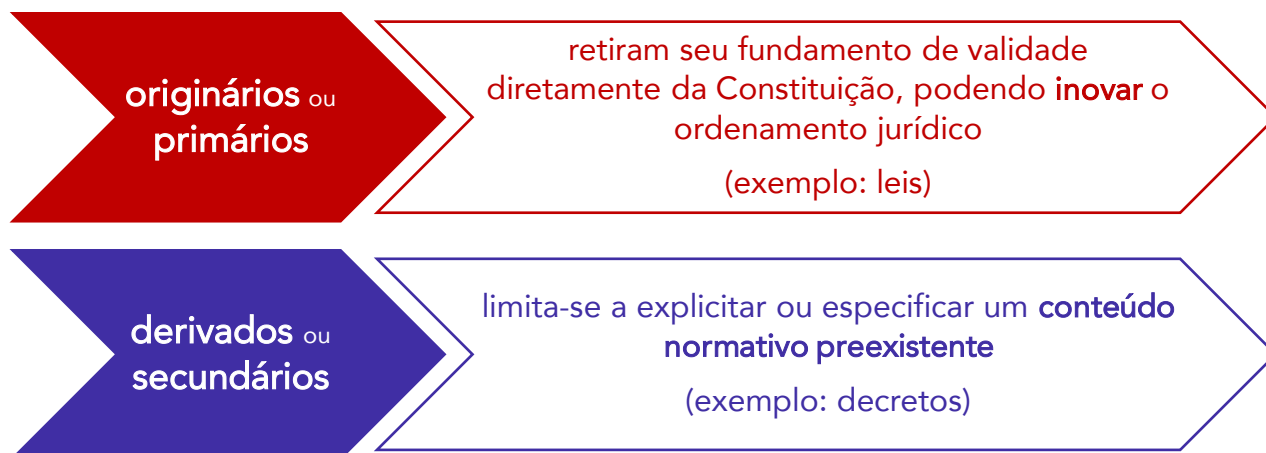 originários ou
primários
retiram seu fundamento de validade
diretamente da Constituição, podendo inovar o
ordenamento jurídico
(exemplo: leis)
derivados ou
secundários
limita-se a explicitar ou especificar um conteúdo
normativo preexistente
(exemplo: decretos)